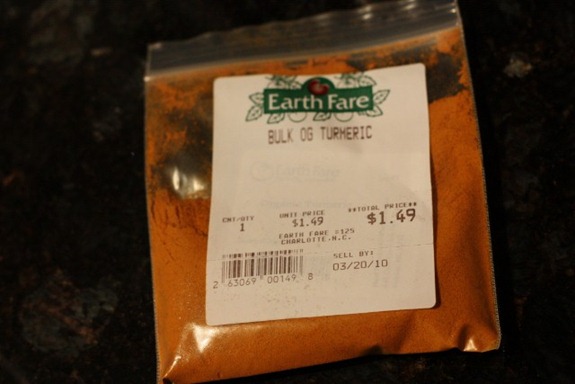 Earth Fare
BULK OG TURMERIC
CNT/QTY UNIT PRICE **TOTAL PRICE**
1 $1.49 $1.49
EARTH FARE #125
CHARLOTTE,N.C.
SELL BY:
03/20/10
2 63069 00149 8